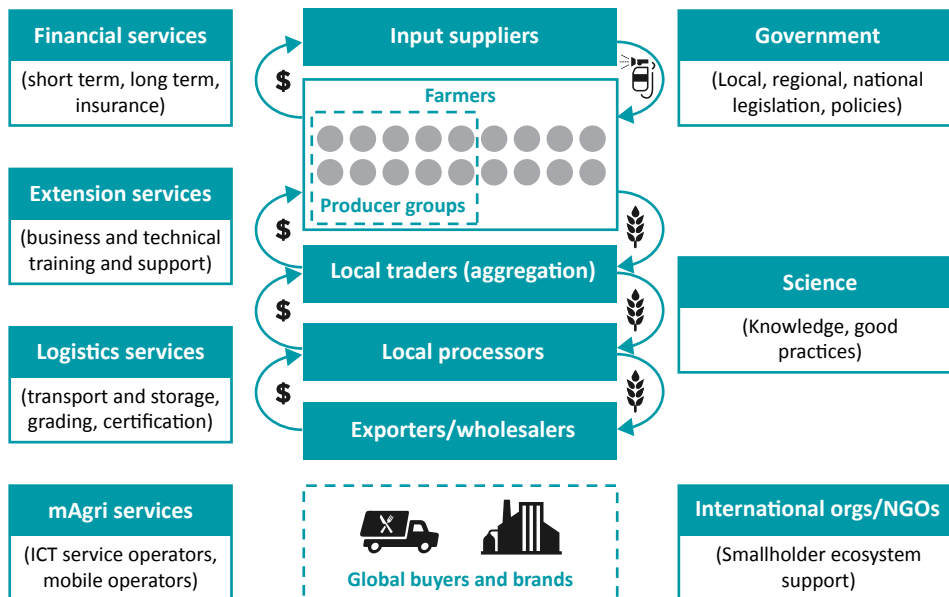 Financial services
(short term, long term,
insurance)
Extension services
(business and technical
training and support)
Logistics services
(transport and storage,
grading, certification)
mAgri services
(ICT service operators,
mobile operators)
Input suppliers
$
Farmers
Producer groups
$
Local traders (aggregation)
$
Local processors
$
Exporters/wholesalers
Global buyers and brands
Government
(Local, regional, national
legislation, policies)
Science
(Knowledge, good
practices)
International orgs/NGOs
(Smallholder ecosystem
support)